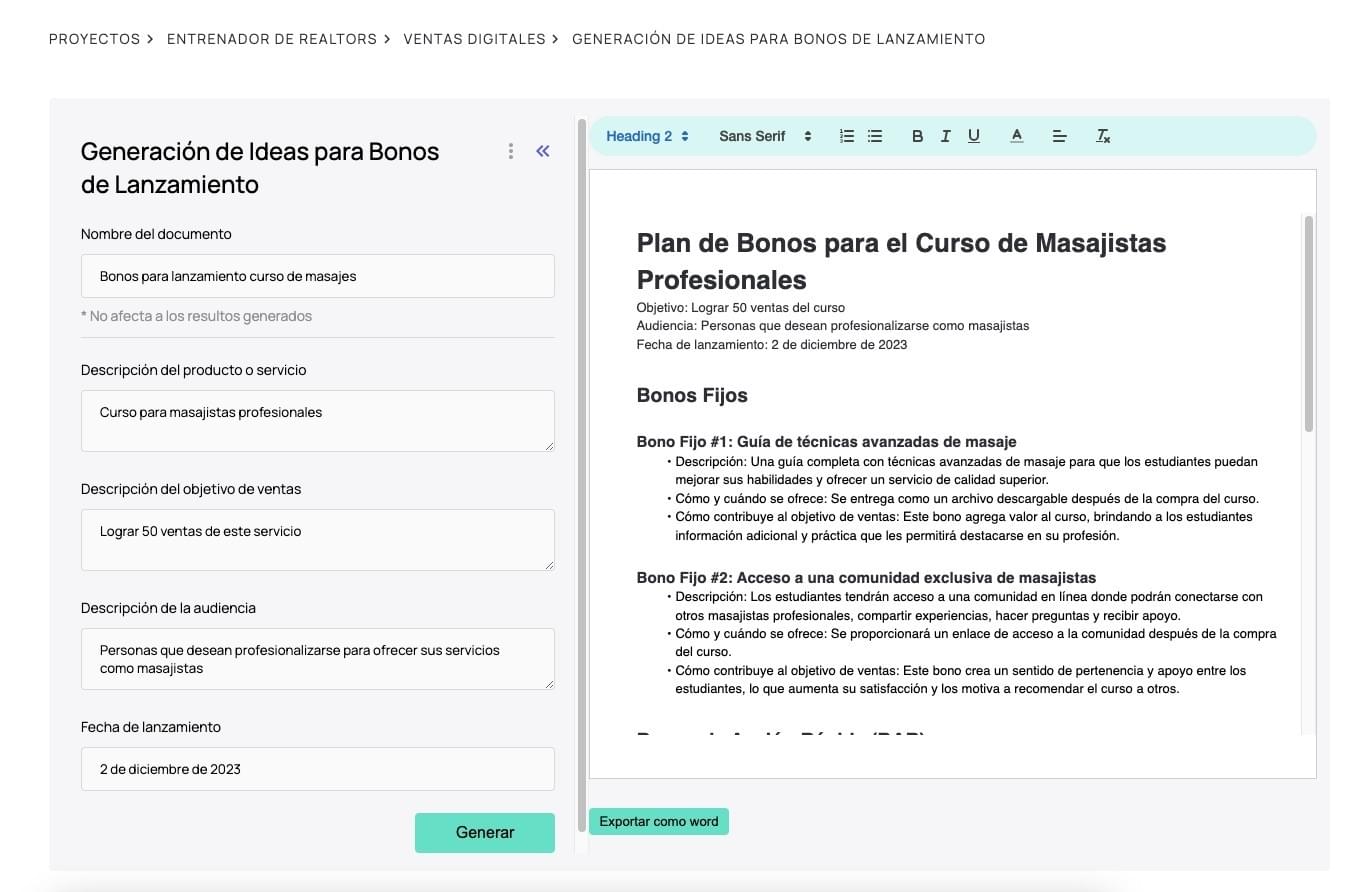 PROYECTOS > ENTRENADOR DE REALTORS > VENTAS DIGITALES > GENERACIÓN DE IDEAS PARA BONOS DE LANZAMIENTO
Generación de Ideas para Bonos
de Lanzamiento
Nombre del documento
Bonos para lanzamiento curso de masajes
* No afecta a los resultos generados
Descripción del producto o servicio
Curso para masajistas profesionales
Descripción del objetivo de ventas
Lograr 50 ventas de este servicio
Descripción de la audiencia
Personas que desean profesionalizarse para ofrecer sus servicios
como masajistas
Fecha de lanzamiento
2 de diciembre de 2023
Generar
Heading 2 Sans Serif B I U A Tx
Plan de Bonos para el Curso de Masajistas
Profesionales
Objetivo: Lograr 50 ventas del curso
Audiencia: Personas que desean profesionalizarse como masajistas
Fecha de lanzamiento: 2 de diciembre de 2023
Bonos Fijos
Bono Fijo #1: Guía de técnicas avanzadas de masaje
• Descripción: Una guía completa con técnicas avanzadas de masaje para que los estudiantes puedan
mejorar sus habilidades y ofrecer un servicio de calidad superior.
• Cómo y cuándo se ofrece: Se entrega como un archivo descargable después de la compra del curso.
• Cómo contribuye al objetivo de ventas: Este bono agrega valor al curso, brindando a los estudiantes
información adicional y práctica que les permitirá destacarse en su profesión.
Bono Fijo #2: Acceso a una comunidad exclusiva de masajistas
• Descripción: Los estudiantes tendrán acceso a una comunidad en línea donde podrán conectarse con
otros masajistas profesionales, compartir experiencias, hacer preguntas y recibir apoyo.
• Cómo y cuándo se ofrece: Se proporcionará un enlace de acceso a la comunidad después de la compra
del curso.
• Cómo contribuye al objetivo de ventas: Este bono crea un sentido de pertenencia y apoyo entre los
estudiantes, lo que aumenta su satisfacción y los motiva a recomendar el curso a otros.
Exportar como word